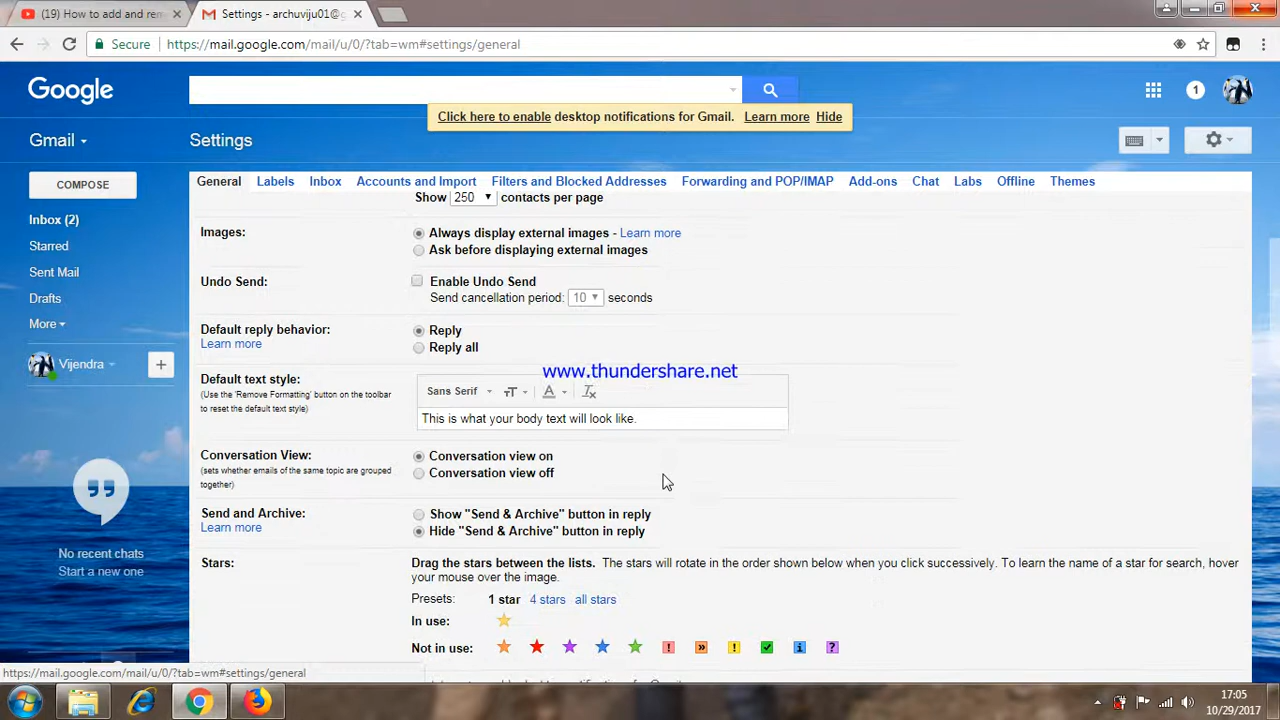 (19) How to add and rem
Settings - archuviju01@g
Secure https://mail.google.com/mail/u/0/?tab=wm#settings/general
Google
1
Click here to enable desktop notifications for Gmail. Learn more Hide
Gmail
Settings
COMPOSE
General Labels Inbox Accounts and Import Filters and Blocked Addresses Forwarding and POP/IMAP Add-ons Chat Labs Offline Themes
Inbox (2)
Starred
Sent Mail
Drafts
More
Vijendra
No recent chats
Start a new one
Show 250 contacts per page
Images:
Always display external images - Learn more
Ask before displaying external images
Undo Send:
Enable Undo Send
Send cancellation period: 10 seconds
Default reply behavior:
Learn more
Reply
Reply all
www.thundershare.net
Default text style:
(Use the 'Remove Formatting' button on the toolbar
to reset the default text style)
Sans Serif
This is what your body text will look like.
Conversation View:
(sets whether emails of the same topic are grouped
together)
Conversation view on
Conversation view off
Send and Archive:
Learn more
Show "Send & Archive" button in reply
Hide "Send & Archive" button in reply
Stars:
Drag the stars between the lists. The stars will rotate in the order shown below when you click successively. To learn the name of a star for search, hover
your mouse over the image.
Presets: 1 star 4 stars all stars
In use:
Not in use:
https://mail.google.com/mail/u/0/?tab=wm#settings/general
17:05
10/29/2017